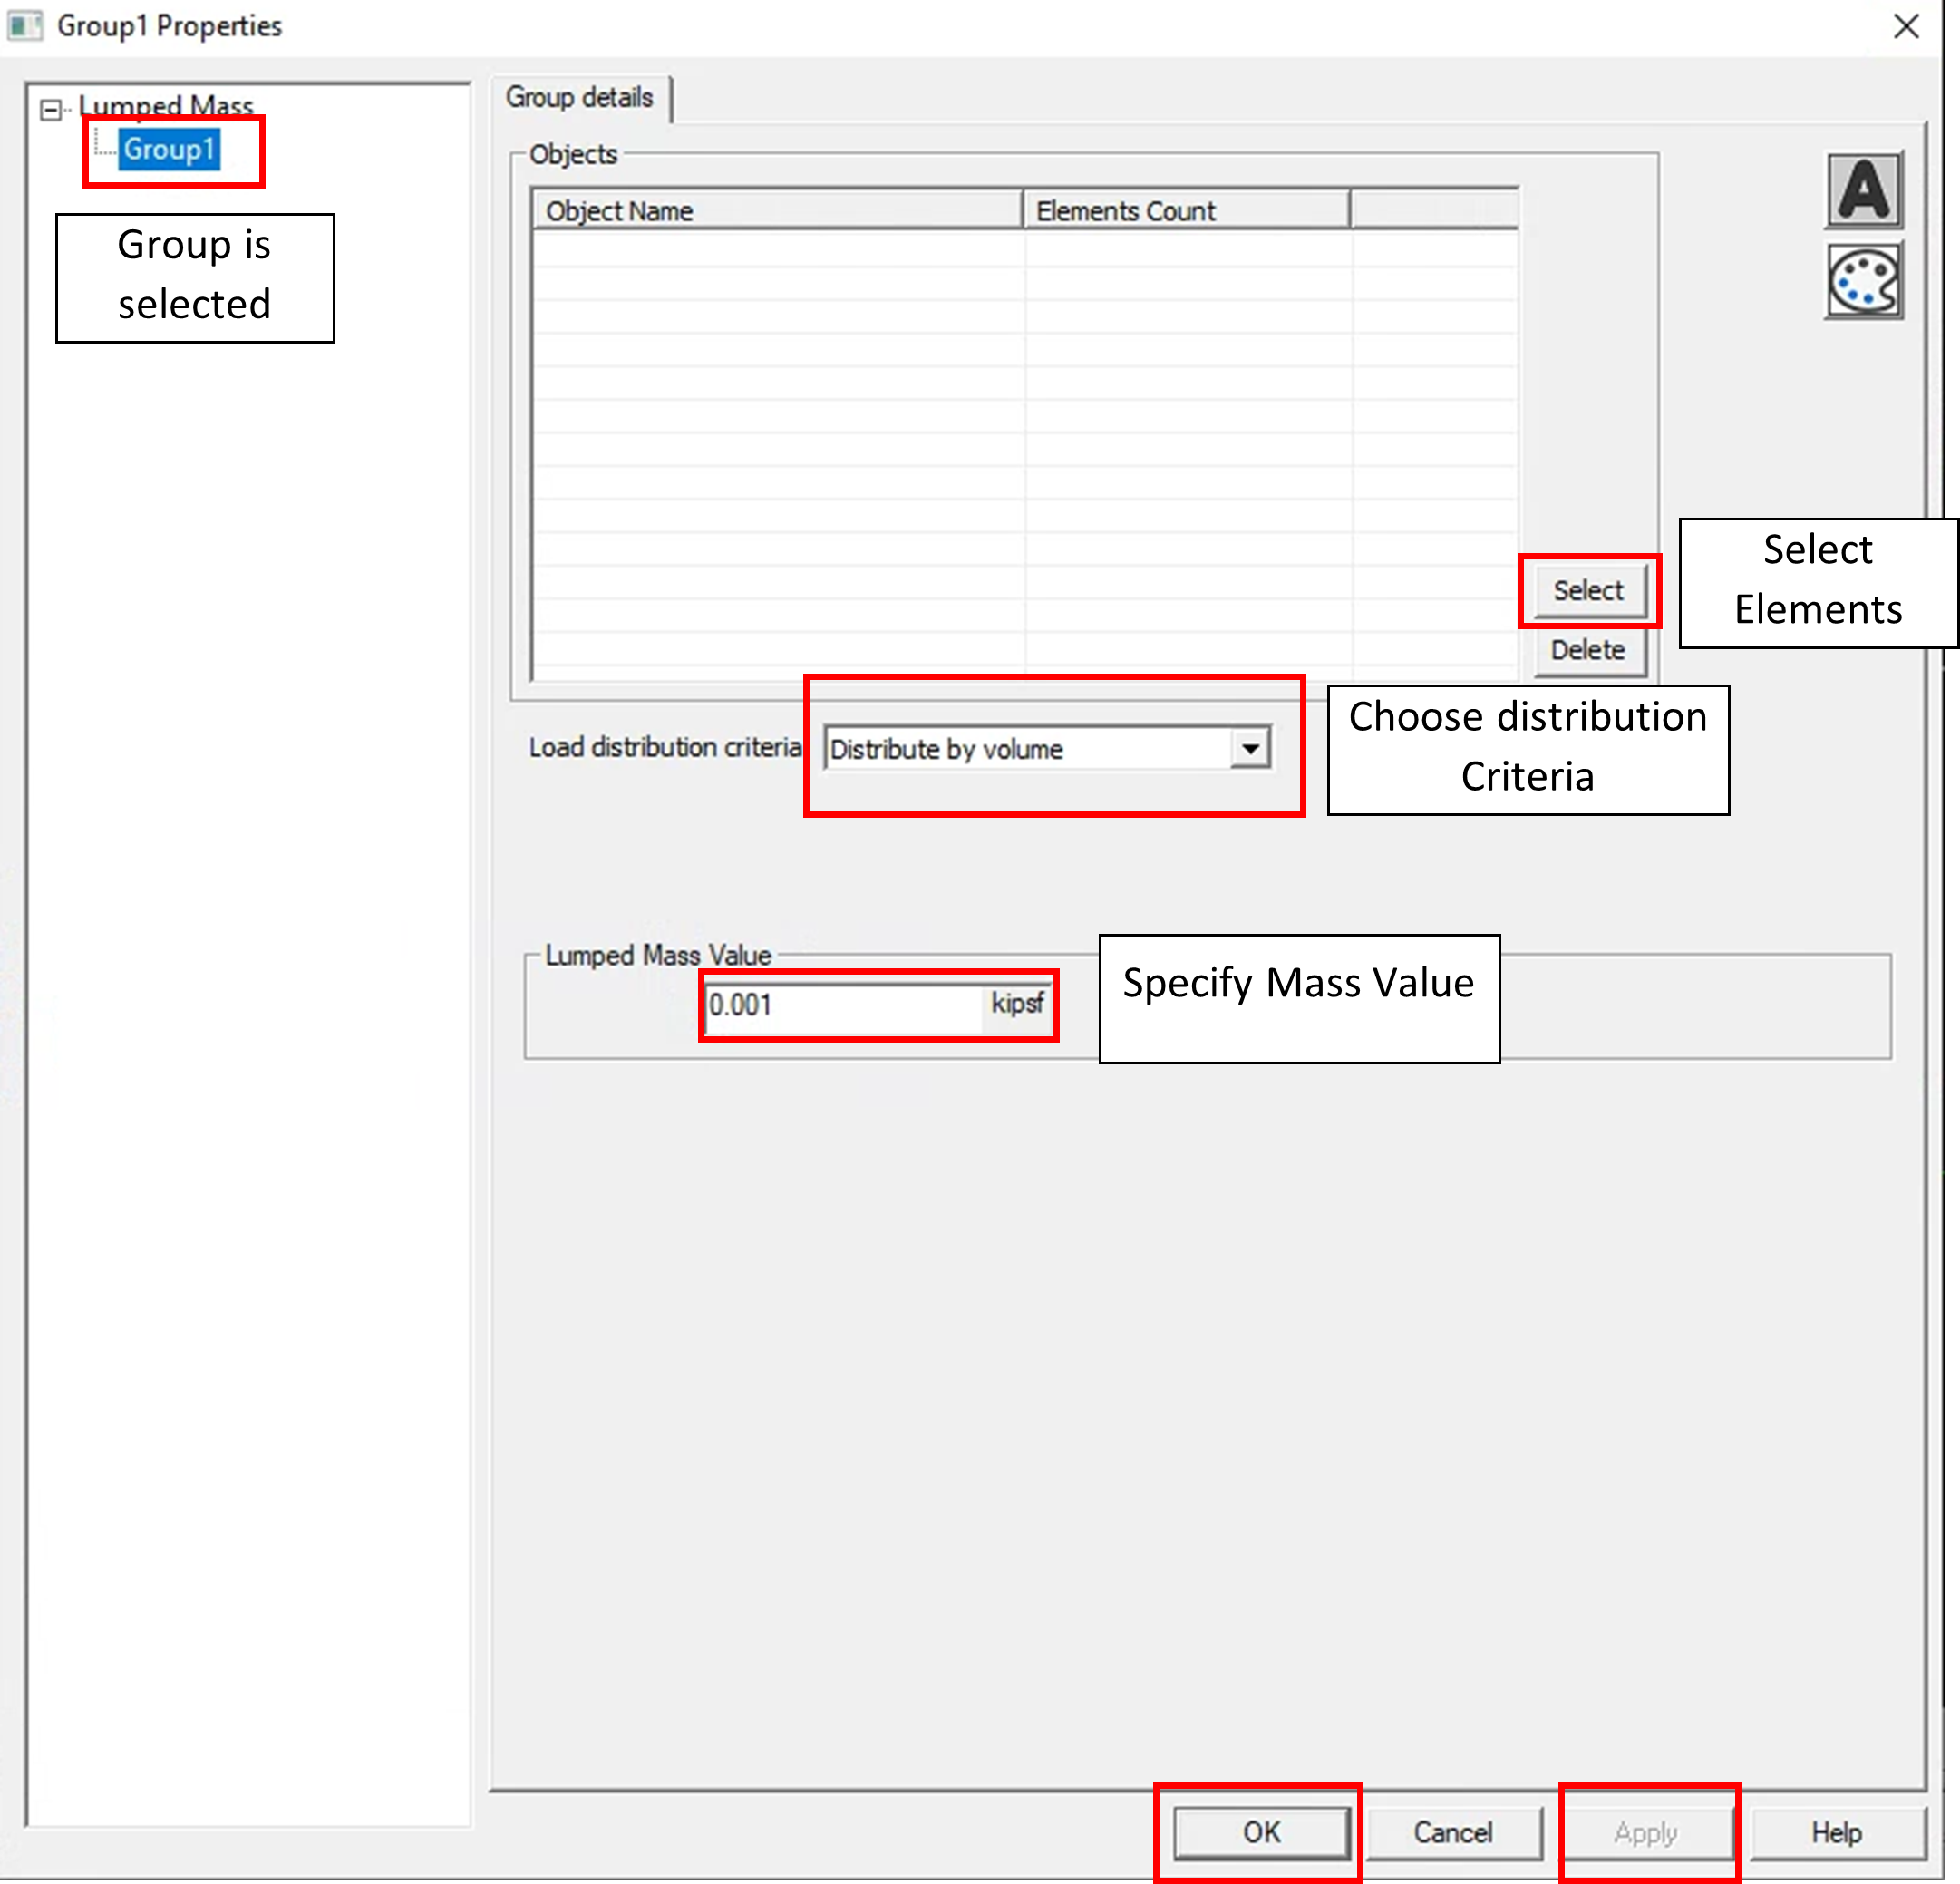 Group1 Properties
Lumped Mass
Group1
Group is
selected
Group details
Objects
Object Name
Elements Count
A
Select
Delete
Select
Elements
Load distribution criteria
Distribute by volume
Choose distribution
Criteria
Lumped Mass Value
0.001
kipsf
Specify Mass Value
OK
Cancel
Apply
Help